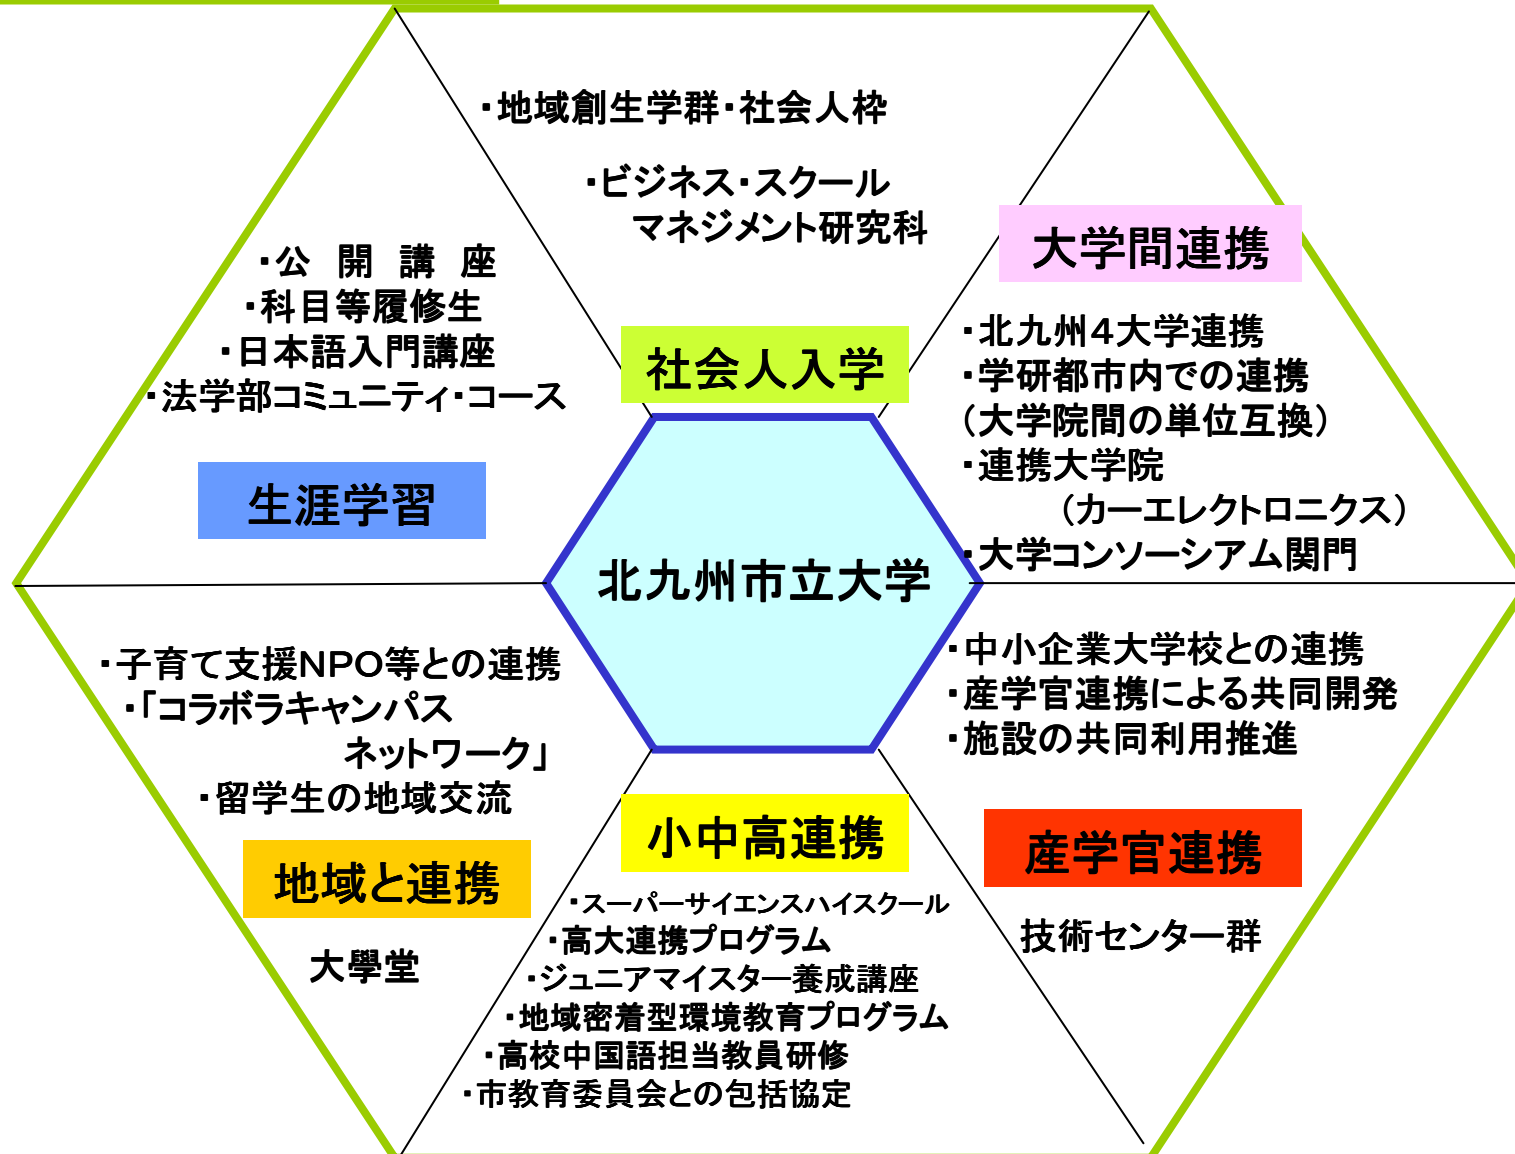 ・地域創生学群・社会人枠
・ビジネス・スクール
マネジメント研究科
社会人入学
大学間連携
・北九州４大学連携
・学研都市内での連携
（大学院間の単位互換）
・連携大学院
（カーエレクトロニクス）
・大学コンソーシアム関門
・公　開　講　座
・科目等履修生
・日本語入門講座
・法学部コミュニティ・コース
生涯学習
北九州市立大学
・子育て支援NPO等との連携
・「コラボラキャンパス
ネットワーク」
・留学生の地域交流
地域と連携
大學堂
小中高連携
・スーパーサイエンスハイスクール
・高大連携プログラム
・ジュニアマイスター養成講座
・地域密着型環境教育プログラム
・高校中国語担当教員研修
・市教育委員会との包括協定
・中小企業大学校との連携
・産学官連携による共同開発
・施設の共同利用推進
産学官連携
技術センター群